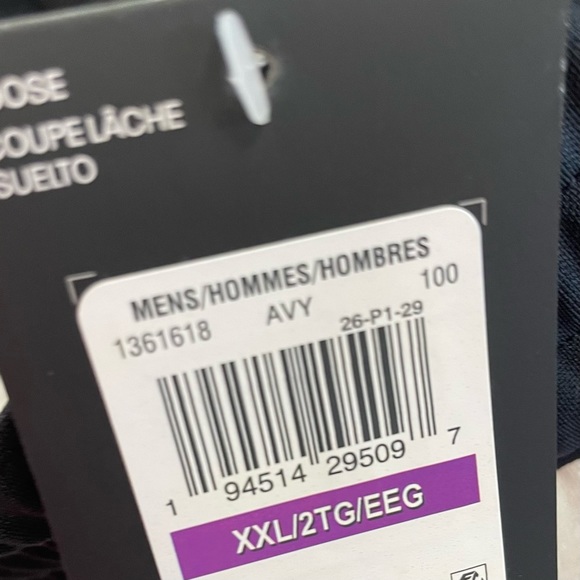 COUPE LÂCHE
SUELTO
MENS/HOMMES/HOMBRES
1361618 AVY 100
26-P1-29
1 94514 29509 7
XXL/2TG/EEG